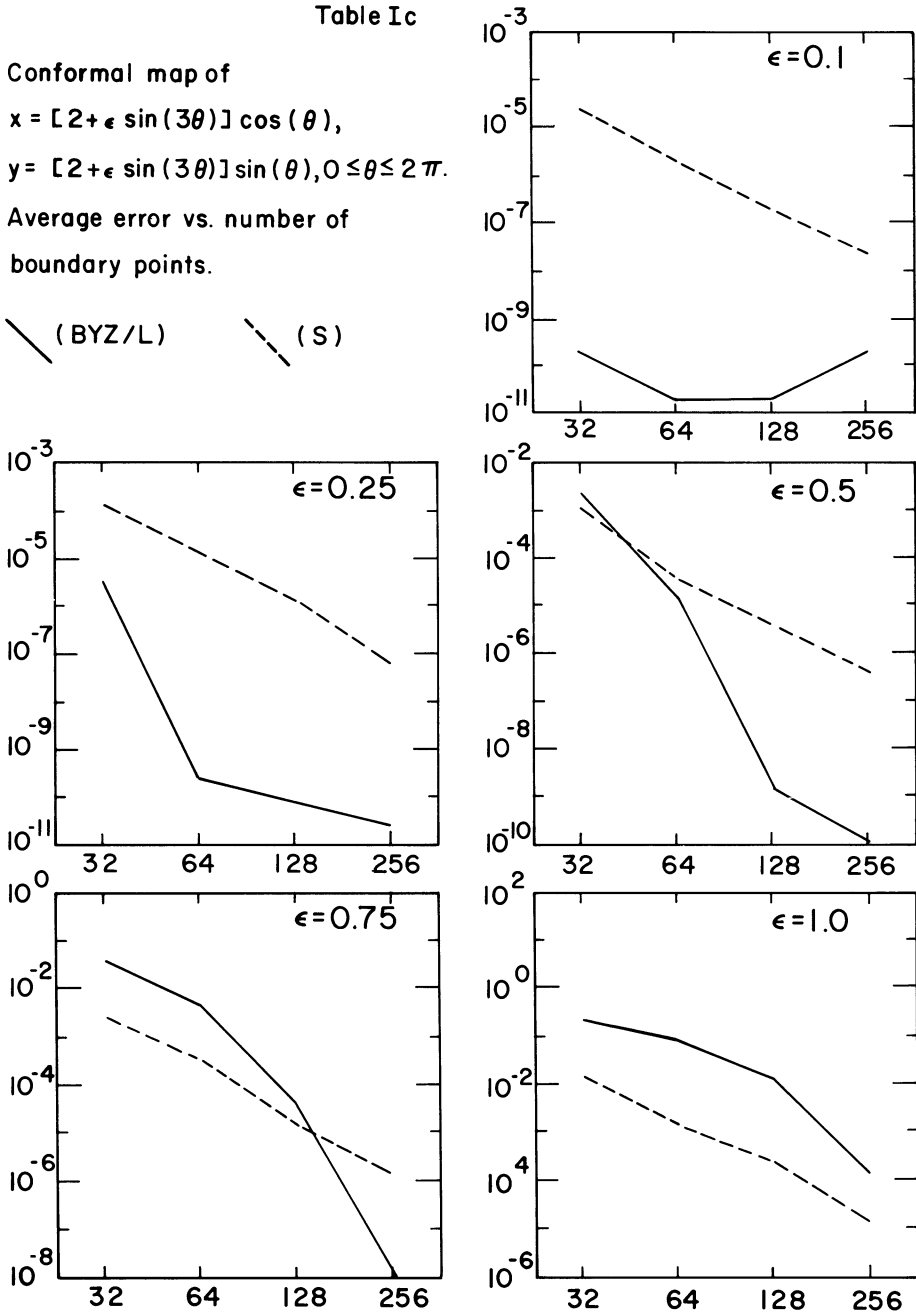 Table Ic
Conformal map of
x = [2+ϵ sin(3θ)] cos(θ),
y = [2+ϵ sin(3θ)] sin(θ), 0 ≤ θ ≤ 2π.
Average error vs. number of
boundary points.
(BYZ/L) (S)
ϵ=0.1
10^-3
10^-5
10^-7
10^-9
10^-11
32 64 128 256
ϵ=0.25
10^-3
10^-5
10^-7
10^-9
10^-11
32 64 128 256
ϵ=0.5
10^-2
10^-4
10^-6
10^-8
10^-10
32 64 128 256
ϵ=0.75
10^0
10^-2
10^-4
10^-6
10^-8
32 64 128 256
ϵ=1.0
10^2
10^0
10^-2
10^4
10^-6
32 64 128 256